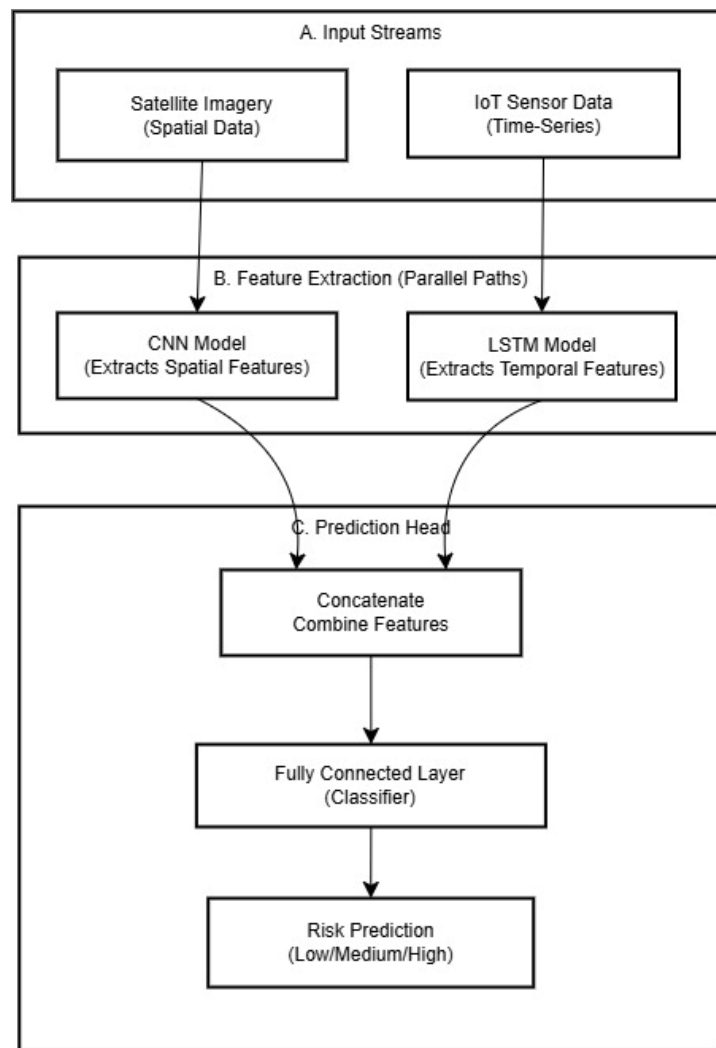 A. Input Streams
Satellite Imagery
(Spatial Data)
IoT Sensor Data
(Time-Series)
B. Feature Extraction (Parallel Paths)
CNN Model
(Extracts Spatial Features)
LSTM Model
(Extracts Temporal Features)
C. Prediction Head
Concatenate
Combine Features
Fully Connected Layer
(Classifier)
Risk Prediction
(Low/Medium/High)